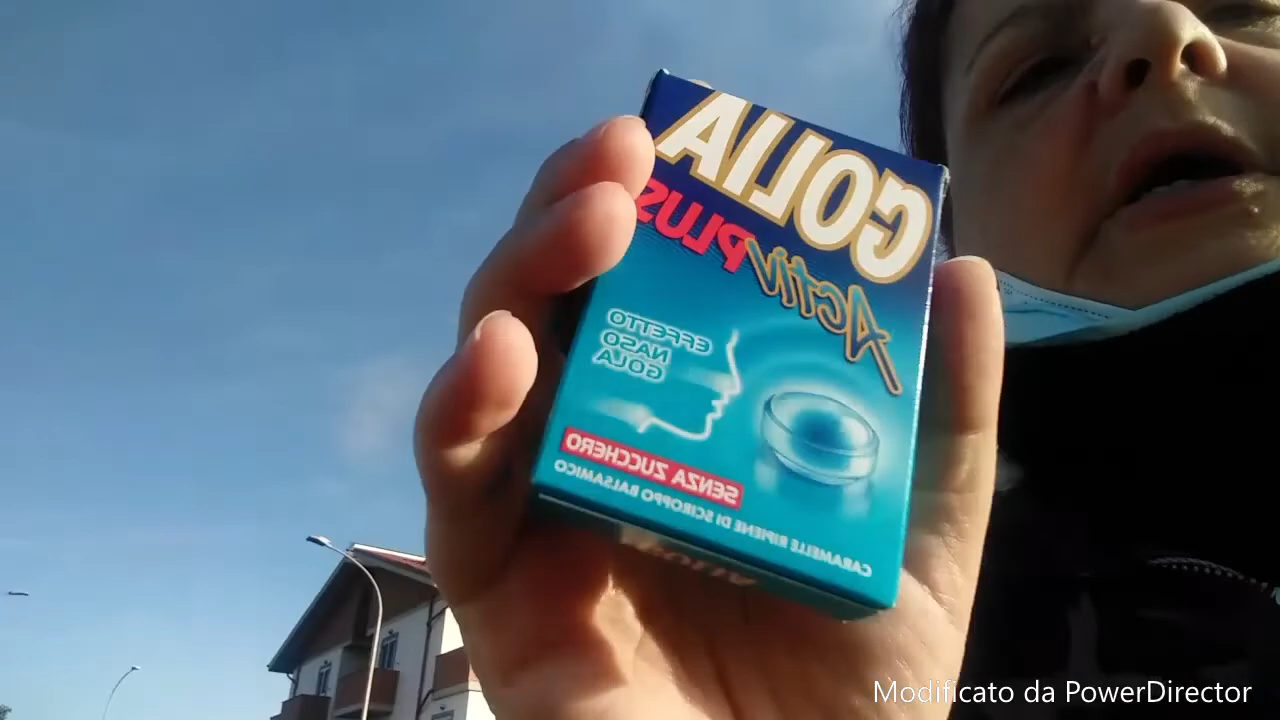 GOLIA
Activ PLUS
EFFETTO
NASO
GOLA
SENZA ZUCCHERO
CARAMELLE RIPIENE DI SCIROPPO BALSAMICO
Modificato da PowerDirector